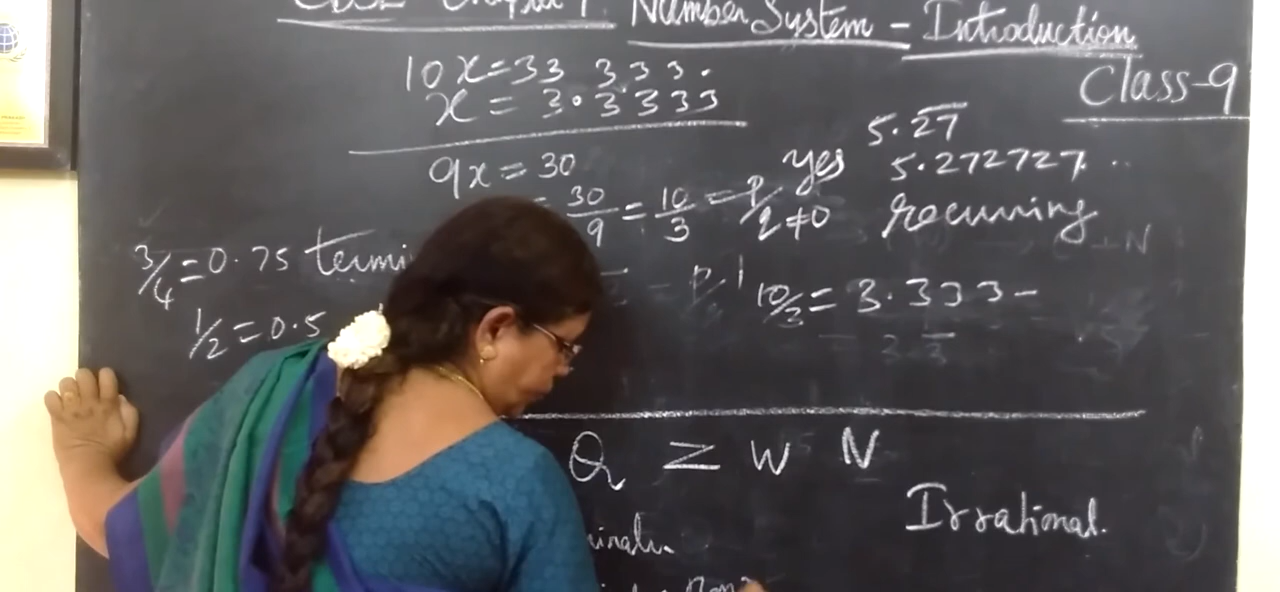 Number System - Introduction
Class-9
10x=33 333.
x = 3.3333
9x = 30
30/9 = 10/3 = P/q≠0
yes
5.27
5.272727...
recurring
3/4=0.75 termi
1/2=0.5
10/3 = 3.333-
Q Z W N
Irrational.